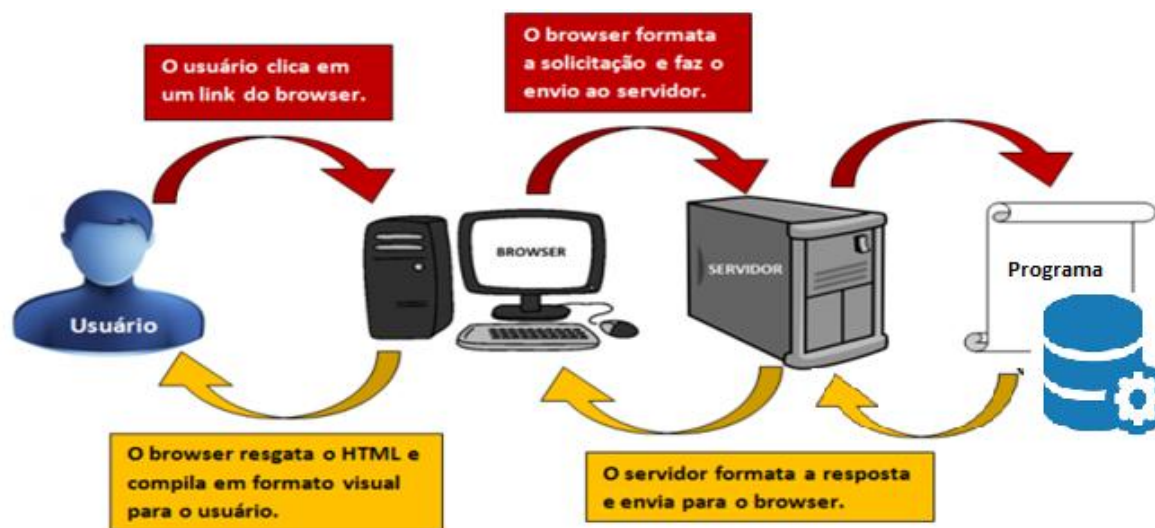 O usuário clica em
um link do browser.
O browser formata
a solicitação e faz o
envio ao servidor.
Usuário
BROWSER
SERVIDOR
Programa
O browser resgata o HTML e
compila em formato visual
para o usuário.
O servidor formata a resposta
e envia para o browser.